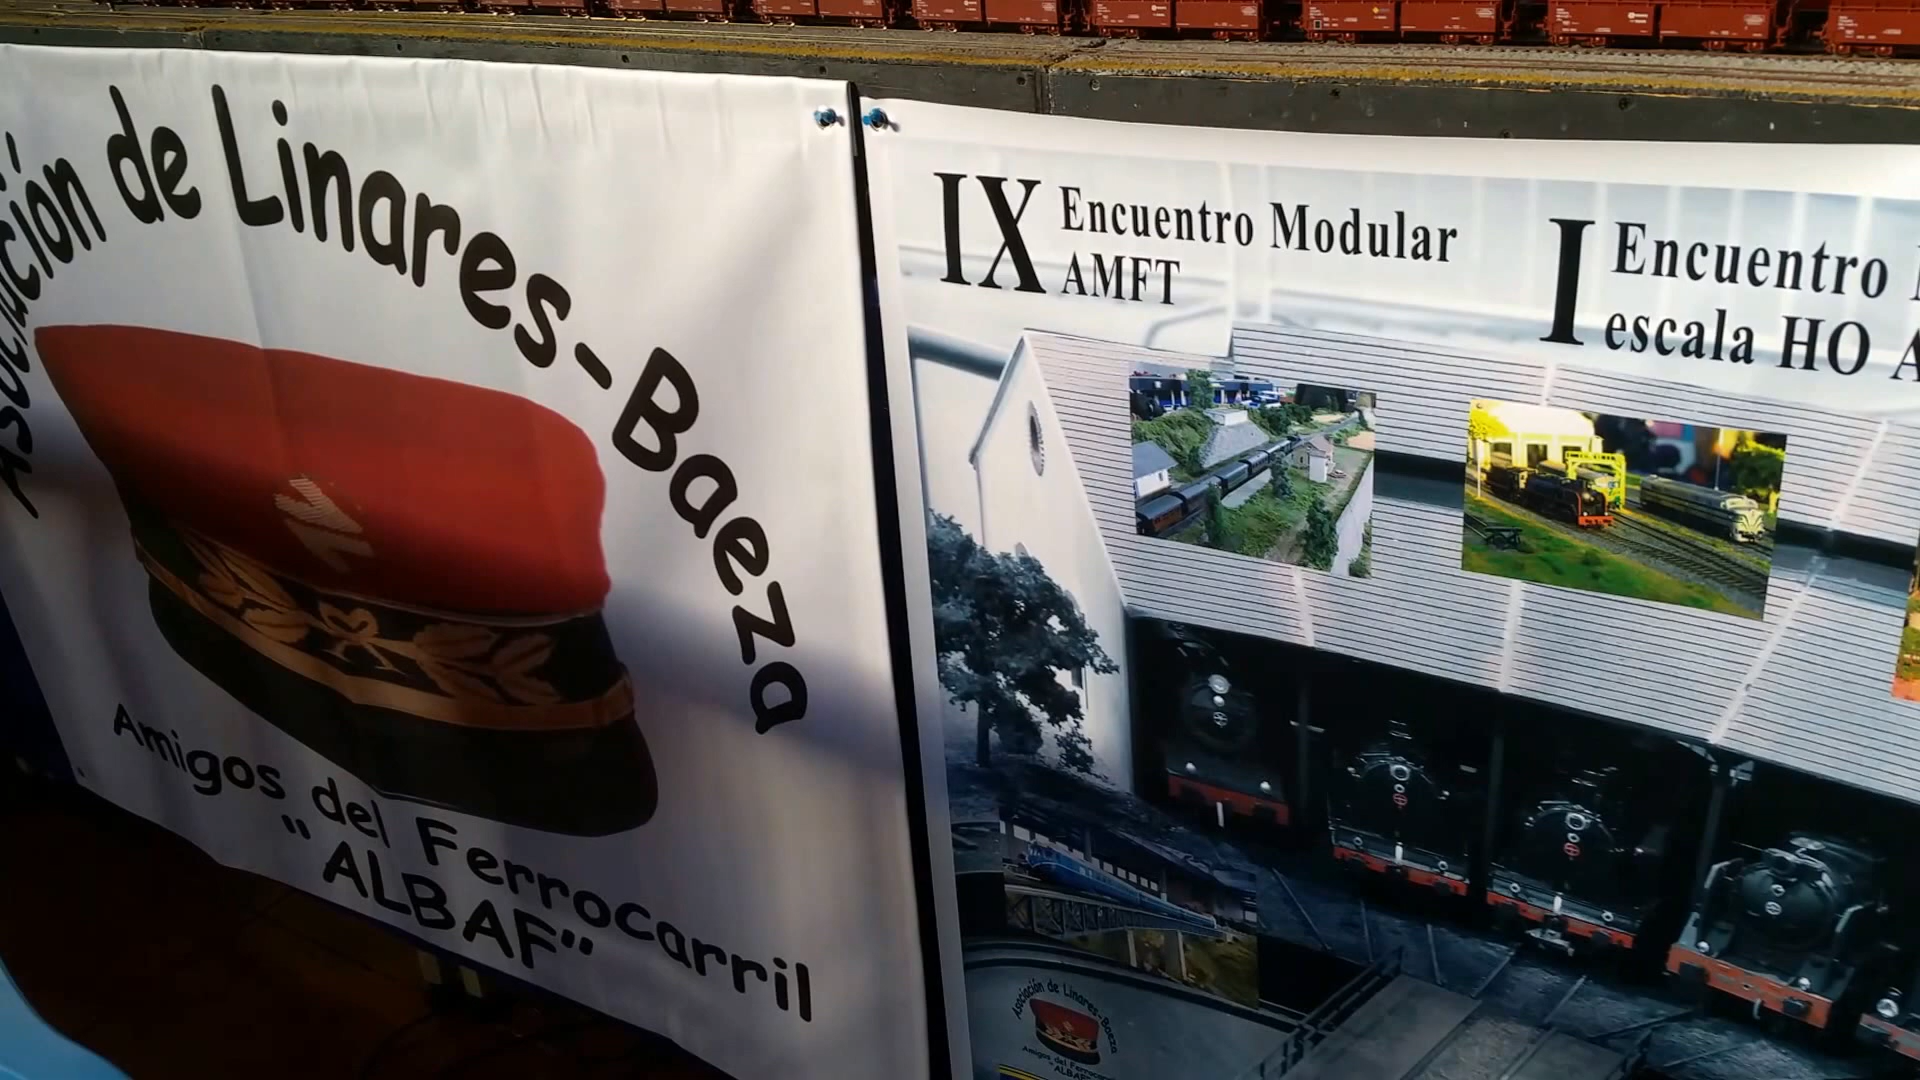 Asociación de Linares-Baeza
Amigos del Ferrocarril
"ALBAF"
IX Encuentro Modular
AMFT
I Encuentro
escala HO A
Asociación de Linares-Baeza
Amigos del Ferrocarril
"ALBAF"